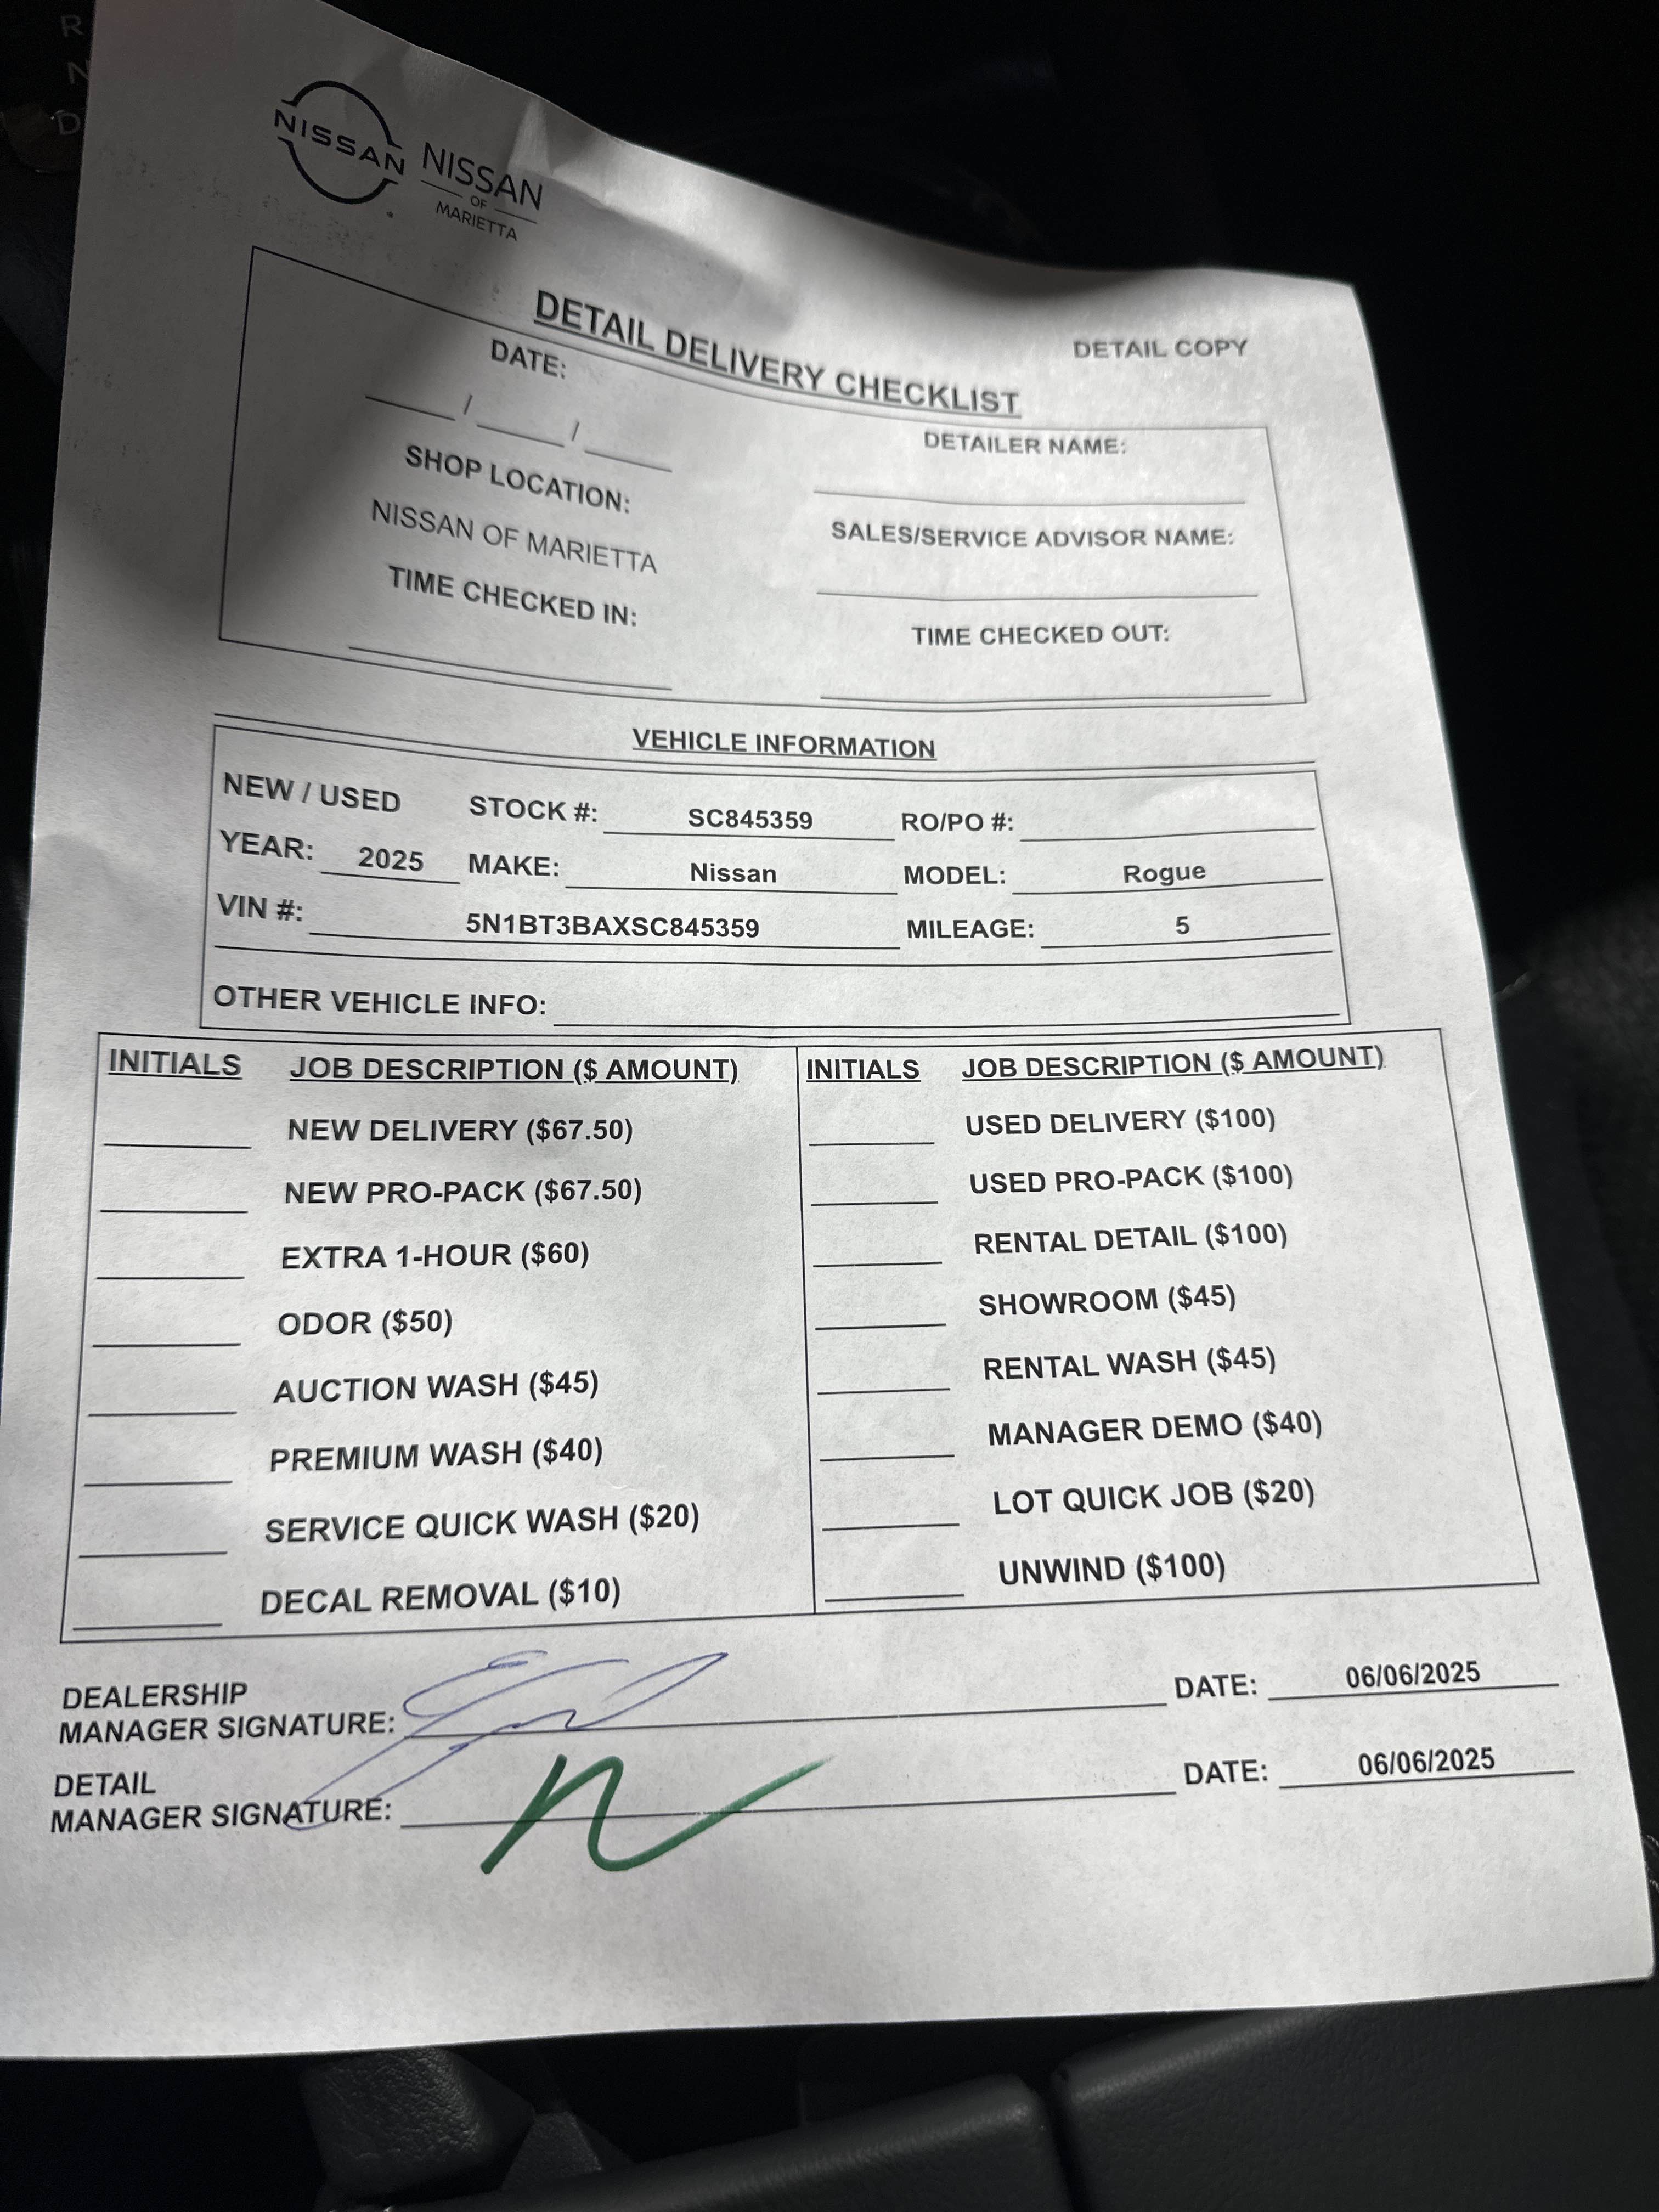 R
N
D
NISSAN
NISSAN
OF
MARIETTA
DETAIL DELIVERY CHECKLIST
DETAIL COPY
DATE:
____/____/____
DETAILER NAME:
SHOP LOCATION:
NISSAN OF MARIETTA
SALES/SERVICE ADVISOR NAME:
TIME CHECKED IN:
TIME CHECKED OUT:
VEHICLE INFORMATION
NEW / USED STOCK #: SC845359 RO/PO #:
YEAR: 2025 MAKE: Nissan MODEL: Rogue
VIN #: 5N1BT3BAXSC845359 MILEAGE: 5
OTHER VEHICLE INFO:
INITIALS JOB DESCRIPTION ($ AMOUNT) INITIALS JOB DESCRIPTION ($ AMOUNT)
NEW DELIVERY ($67.50) USED DELIVERY ($100)
NEW PRO-PACK ($67.50) USED PRO-PACK ($100)
EXTRA 1-HOUR ($60) RENTAL DETAIL ($100)
ODOR ($50) SHOWROOM ($45)
AUCTION WASH ($45) RENTAL WASH ($45)
PREMIUM WASH ($40) MANAGER DEMO ($40)
SERVICE QUICK WASH ($20) LOT QUICK JOB ($20)
DECAL REMOVAL ($10) UNWIND ($100)
DEALERSHIP
MANAGER SIGNATURE: DATE: 06/06/2025
DETAIL
MANAGER SIGNATURE: DATE: 06/06/2025